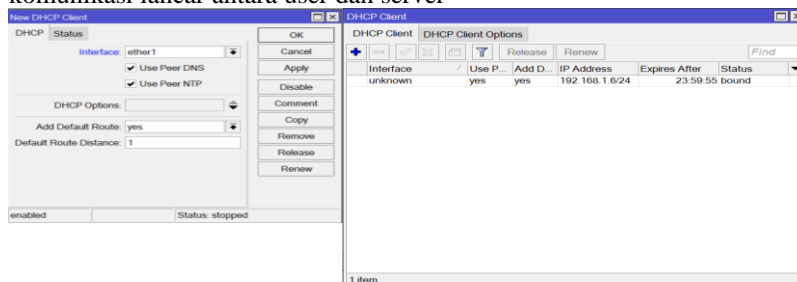 komunikasi lancar antara user dan server
New DHCP Client
DHCP Status
Interface: ether1
Use Peer DNS
Use Peer NTP
DHCP Options:
Add Default Route: yes
Default Route Distance: 1
OK
Cancel
Apply
Disable
Comment
Copy
Remove
Release
Renew
enabled
Status: stopped
DHCP Client
DHCP Client DHCP Client Options
Release Renew Find
Interface Use P... Add D... IP Address Expires After Status
unknown yes yes 192.168.1.6/24 23:59:55 bound
1 item